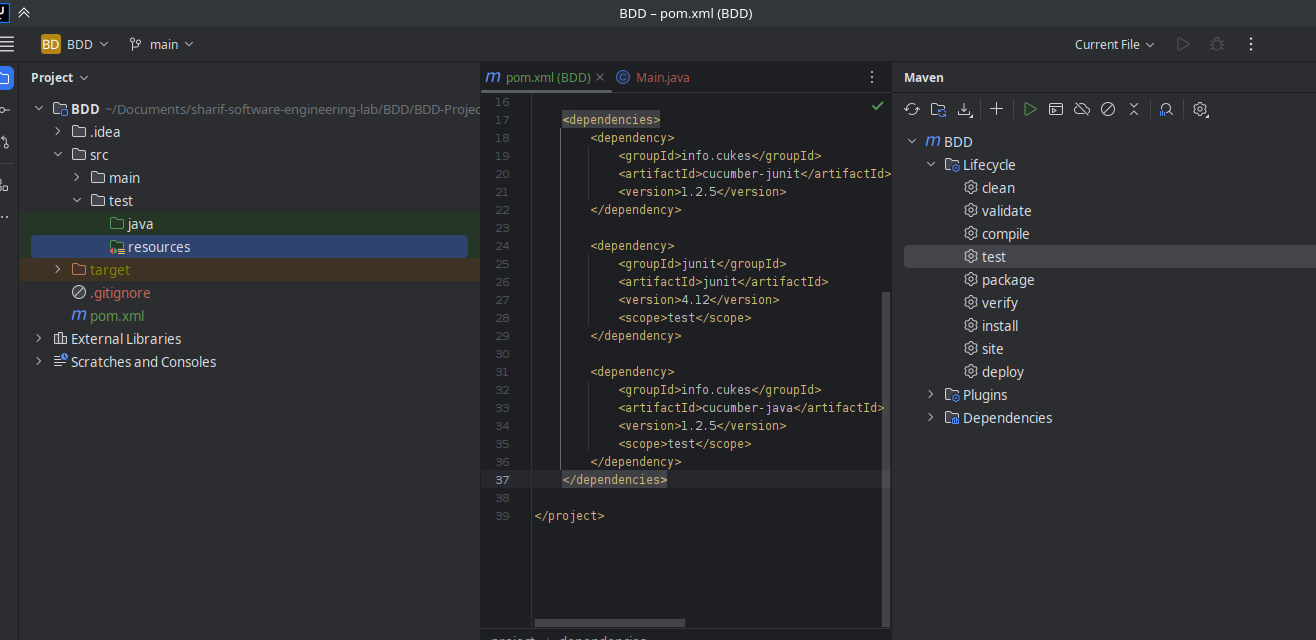 BDD – pom.xml (BDD)
BD BDD main Current File
Project
BDD ~/Documents/sharif-software-engineering-lab/BDD/BDD-Projec
.idea
src
main
test
java
resources
target
.gitignore
pom.xml
External Libraries
Scratches and Consoles
pom.xml (BDD) Main.java
16
17 <dependencies>
18 <dependency>
19 <groupId>info.cukes</groupId>
20 <artifactId>cucumber-junit</artifactId>
21 <version>1.2.5</version>
22 </dependency>
23
24 <dependency>
25 <groupId>junit</groupId>
26 <artifactId>junit</artifactId>
27 <version>4.12</version>
28 <scope>test</scope>
29 </dependency>
30
31 <dependency>
32 <groupId>info.cukes</groupId>
33 <artifactId>cucumber-java</artifactId>
34 <version>1.2.5</version>
35 <scope>test</scope>
36 </dependency>
37 </dependencies>
38
39 </project>
Maven
BDD
Lifecycle
clean
validate
compile
test
package
verify
install
site
deploy
Plugins
Dependencies